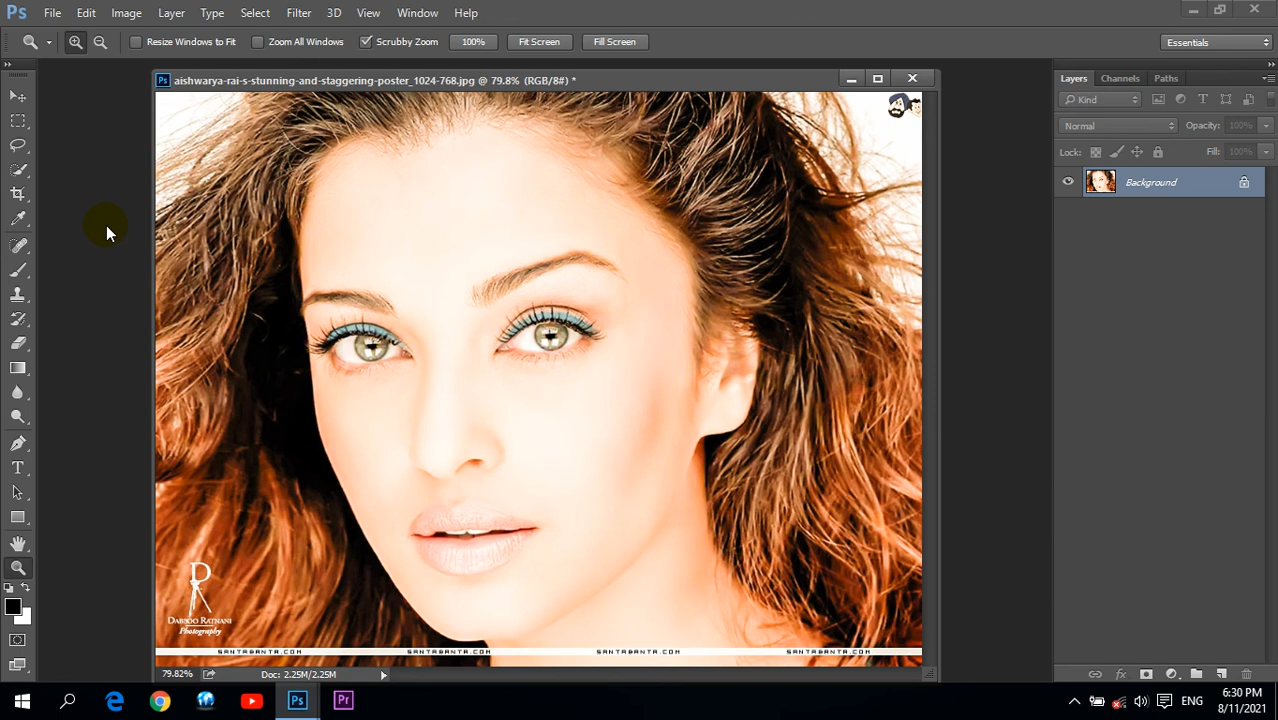 Ps File Edit Image Layer Type Select Filter 3D View Window Help
Resize Windows to Fit Zoom All Windows Scrubby Zoom 100% Fit Screen Fill Screen Essentials
Ps aishwarya-rai-s-stunning-and-staggering-poster_1024-768.jpg @ 79.8% (RGB/8#) *
Layers Channels Paths
Kind
Normal Opacity: 100%
Lock: Fill: 100%
Background
DABBOO RATNANI
Photography
SANTABANTA.COM SANTABANTA.COM SANTABANTA.COM SANTABANTA.COM
79.82% Doc: 2.25M/2.25M
Ps Pr ENG
6:30 PM
8/11/2021